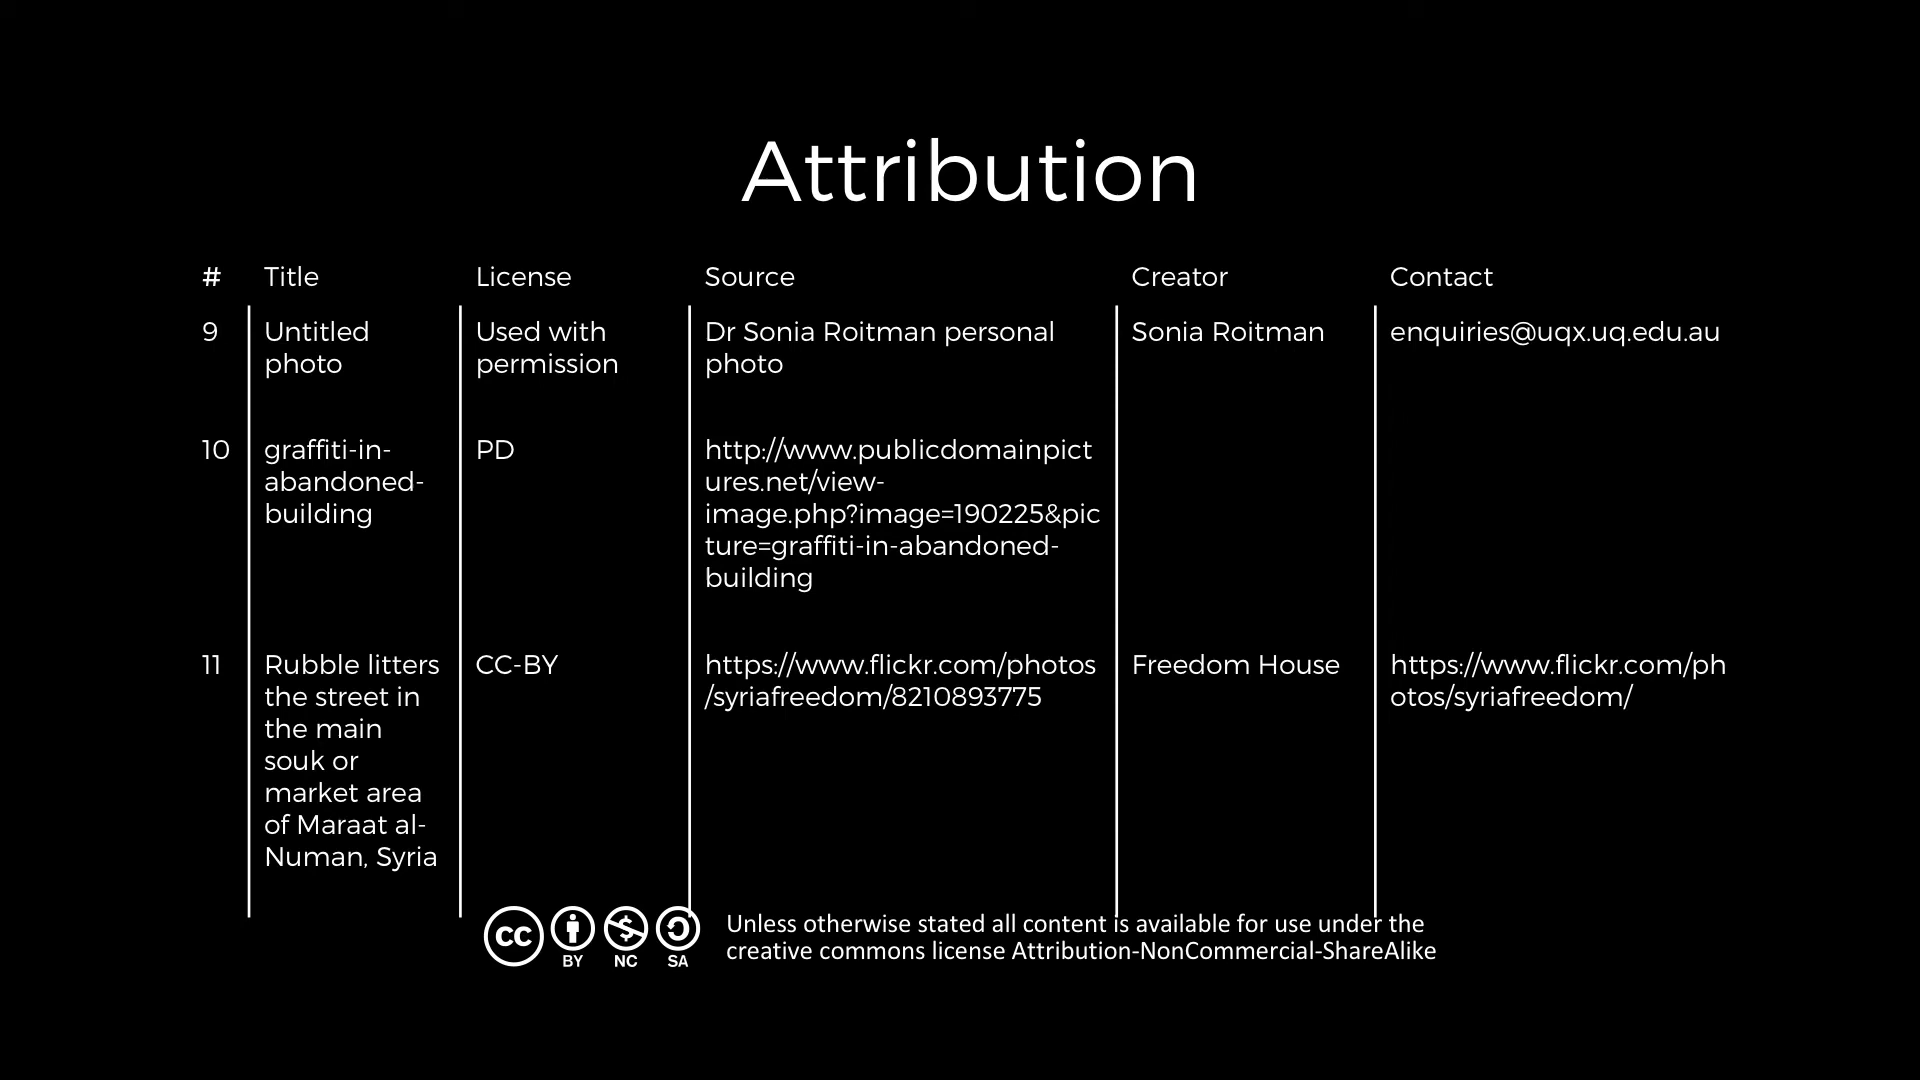 Attribution
# Title License Source Creator Contact
9 Untitled Used with Dr Sonia Roitman personal Sonia Roitman enquiries@uqx.uq.edu.au
photo permission photo
10 graffiti-in- PD http://www.publicdomainpict
abandoned- ures.net/view-
building image.php?image=190225&pic
ture=graffiti-in-abandoned-
building
11 Rubble litters CC-BY https://www.flickr.com/photos Freedom House https://www.flickr.com/ph
the street in /syriafreedom/8210893775 otos/syriafreedom/
the main
souk or
market area
of Maraat al-
Numan, Syria
cc BY NC SA
Unless otherwise stated all content is available for use under the
creative commons license Attribution-NonCommercial-ShareAlike